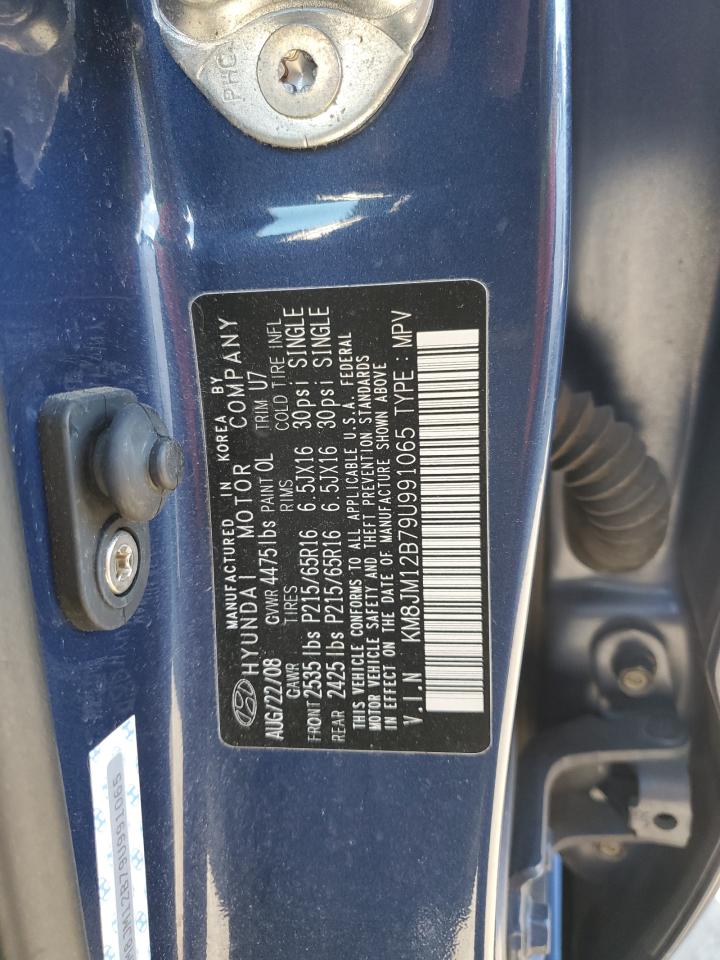 PHC
MANUFACTURED IN KOREA BY
HYUNDAI MOTOR COMPANY
AUG/22/08 GVWR 4475lbs PAINT OL TRIM U7
GAWR TIRES RIMS COLD TIRE INFL
FRONT 2535 lbs P215/65R16 6.5JX16 30psi SINGLE
REAR 2425 lbs P215/65R16 6.5JX16 30psi SINGLE
THIS VEHICLE CONFORMS TO ALL APPLICABLE U.S.A. FEDERAL
MOTOR VEHICLE SAFETY AND THEFT PREVENTION STANDARDS
IN EFFECT ON THE DATE OF MANUFACTURE SHOWN ABOVE
V.I.N KM8JM12B79U991065 TYPE : MPV
M8JM12B79U991065